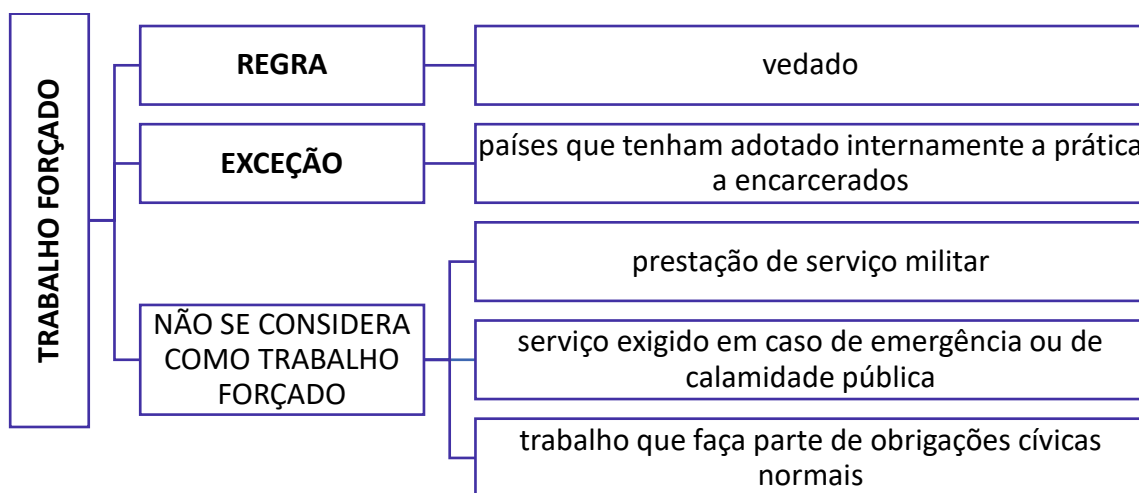 TRABALHO FORÇADO
REGRA
vedado
EXCEÇÃO
países que tenham adotado internamente a prática
a encarcerados
NÃO SE CONSIDERA
COMO TRABALHO
FORÇADO
prestação de serviço militar
serviço exigido em caso de emergência ou de
calamidade pública
trabalho que faça parte de obrigações cívicas
normais